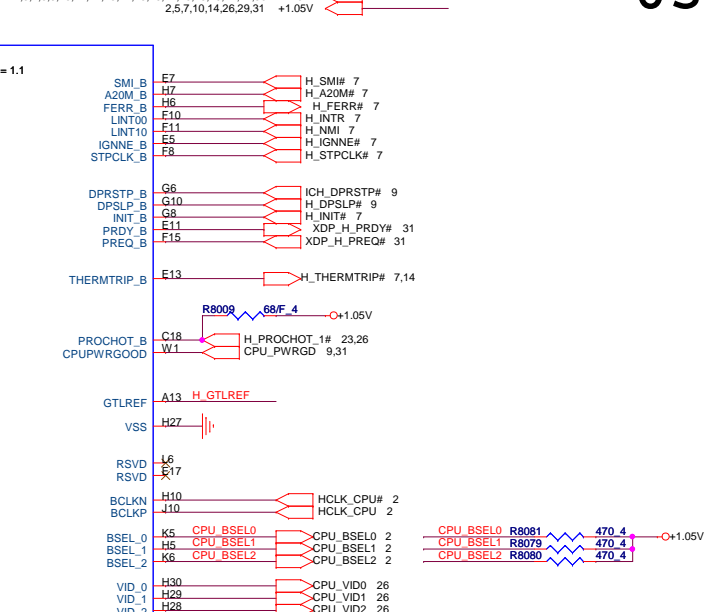 2,5,7,10,14,26,29,31 +1.05V
= 1.1
SMI_B E7 H_SMI# 7
A20M_B H7 H_A20M# 7
FERR_B H6 H_FERR# 7
LINT00 F10 H_INTR 7
LINT10 F11 H_NMI 7
IGNNE_B E5 H_IGNNE# 7
STPCLK_B F8 H_STPCLK# 7
DPRSTP_B G6 ICH_DPRSTP# 9
DPSLP_B G10 H_DPSLP# 9
INIT_B G8 H_INIT# 7
PRDY_B E11 XDP_H_PRDY# 31
PREQ_B F15 XDP_H_PREQ# 31
THERMTRIP_B E13 H_THERMTRIP# 7,14
R8009 68/F_4 +1.05V
PROCHOT_B C18 H_PROCHOT_1# 23,26
CPUPWRGOOD W1 CPU_PWRGD 9,31
GTLREF A13 H_GTLREF
VSS H27
RSVD L6
RSVD E17
BCLKN H10 HCLK_CPU# 2
BCLKP J10 HCLK_CPU 2
BSEL_0 K5 CPU_BSEL0 CPU_BSEL0 2 CPU_BSEL0 R8081 470_4 +1.05V
BSEL_1 H5 CPU_BSEL1 CPU_BSEL1 2 CPU_BSEL1 R8079 470_4
BSEL_2 K6 CPU_BSEL2 CPU_BSEL2 2 CPU_BSEL2 R8080 470_4
VID_0 H30 CPU_VID0 26
VID_1 H29 CPU_VID1 26
VID_2 H28 CPU_VID2 26